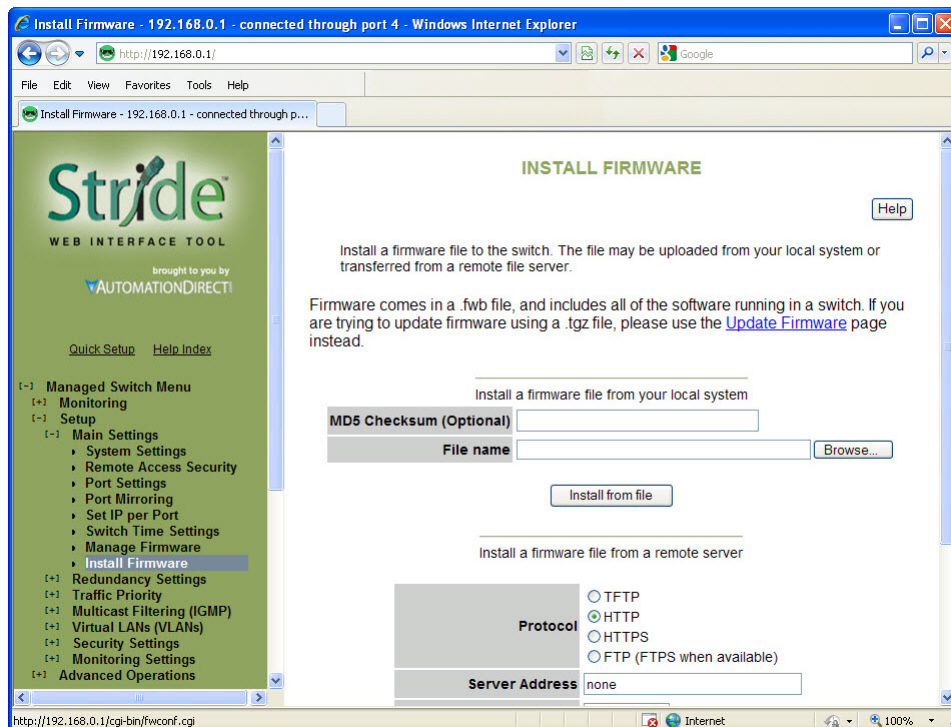 Install Firmware - 192.168.0.1 - connected through port 4 - Windows Internet Explorer
http://192.168.0.1/
Google
File Edit View Favorites Tools Help
Install Firmware - 192.168.0.1 - connected through p...
Stride™
WEB INTERFACE TOOL
brought to you by
AUTOMATIONDIRECT
Quick Setup Help Index
[-] Managed Switch Menu
[+] Monitoring
[-] Setup
[-] Main Settings
System Settings
Remote Access Security
Port Settings
Port Mirroring
Set IP per Port
Switch Time Settings
Manage Firmware
Install Firmware
[+] Redundancy Settings
[+] Traffic Priority
[+] Multicast Filtering (IGMP)
[+] Virtual LANs (VLANs)
[+] Security Settings
[+] Monitoring Settings
[+] Advanced Operations
INSTALL FIRMWARE
Help
Install a firmware file to the switch. The file may be uploaded from your local system or
transferred from a remote file server.
Firmware comes in a .fwb file, and includes all of the software running in a switch. If you
are trying to update firmware using a .tgz file, please use the Update Firmware page
instead.
Install a firmware file from your local system
MD5 Checksum (Optional)
File name Browse...
Install from file
Install a firmware file from a remote server
Protocol
TFTP
HTTP
HTTPS
FTP (FTPS when available)
Server Address none
http://192.168.0.1/cgi-bin/fwconf.cgi Internet 100%